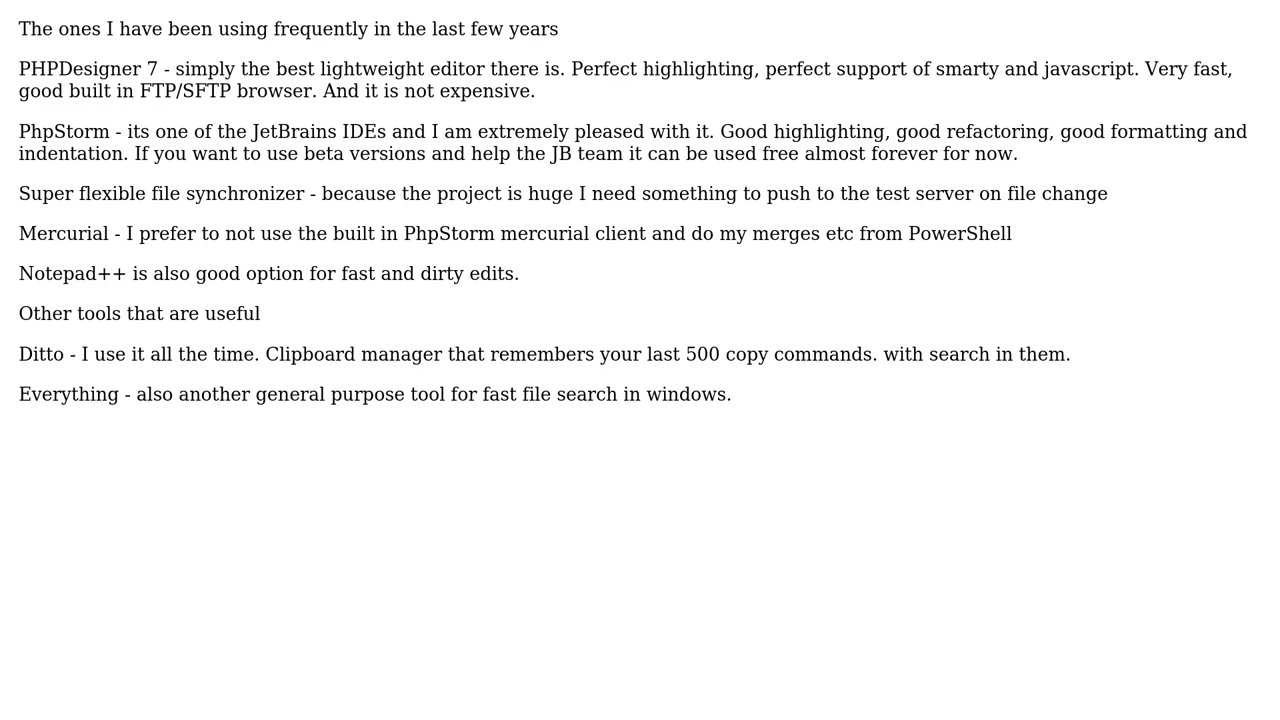 The ones I have been using frequently in the last few years
PHPDesigner 7 - simply the best lightweight editor there is. Perfect highlighting, perfect support of smarty and javascript. Very fast,
good built in FTP/SFTP browser. And it is not expensive.
PhpStorm - its one of the JetBrains IDEs and I am extremely pleased with it. Good highlighting, good refactoring, good formatting and
indentation. If you want to use beta versions and help the JB team it can be used free almost forever for now.
Super flexible file synchronizer - because the project is huge I need something to push to the test server on file change
Mercurial - I prefer to not use the built in PhpStorm mercurial client and do my merges etc from PowerShell
Notepad++ is also good option for fast and dirty edits.
Other tools that are useful
Ditto - I use it all the time. Clipboard manager that remembers your last 500 copy commands. with search in them.
Everything - also another general purpose tool for fast file search in windows.